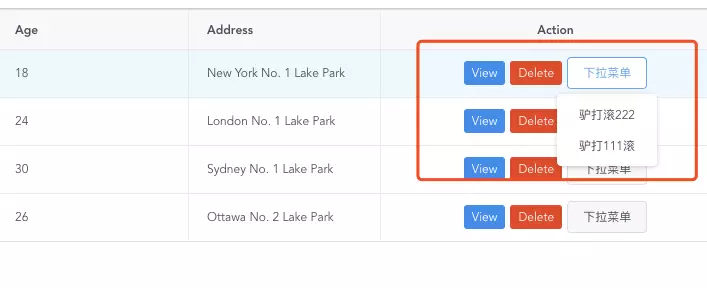 Age Address Action
18 New York No. 1 Lake Park View Delete 下拉菜单
驴打滚222
24 London No. 1 Lake Park View Delete
驴打111滚
30 Sydney No. 1 Lake Park View Delete 下拉菜单
26 Ottawa No. 2 Lake Park View Delete 下拉菜单